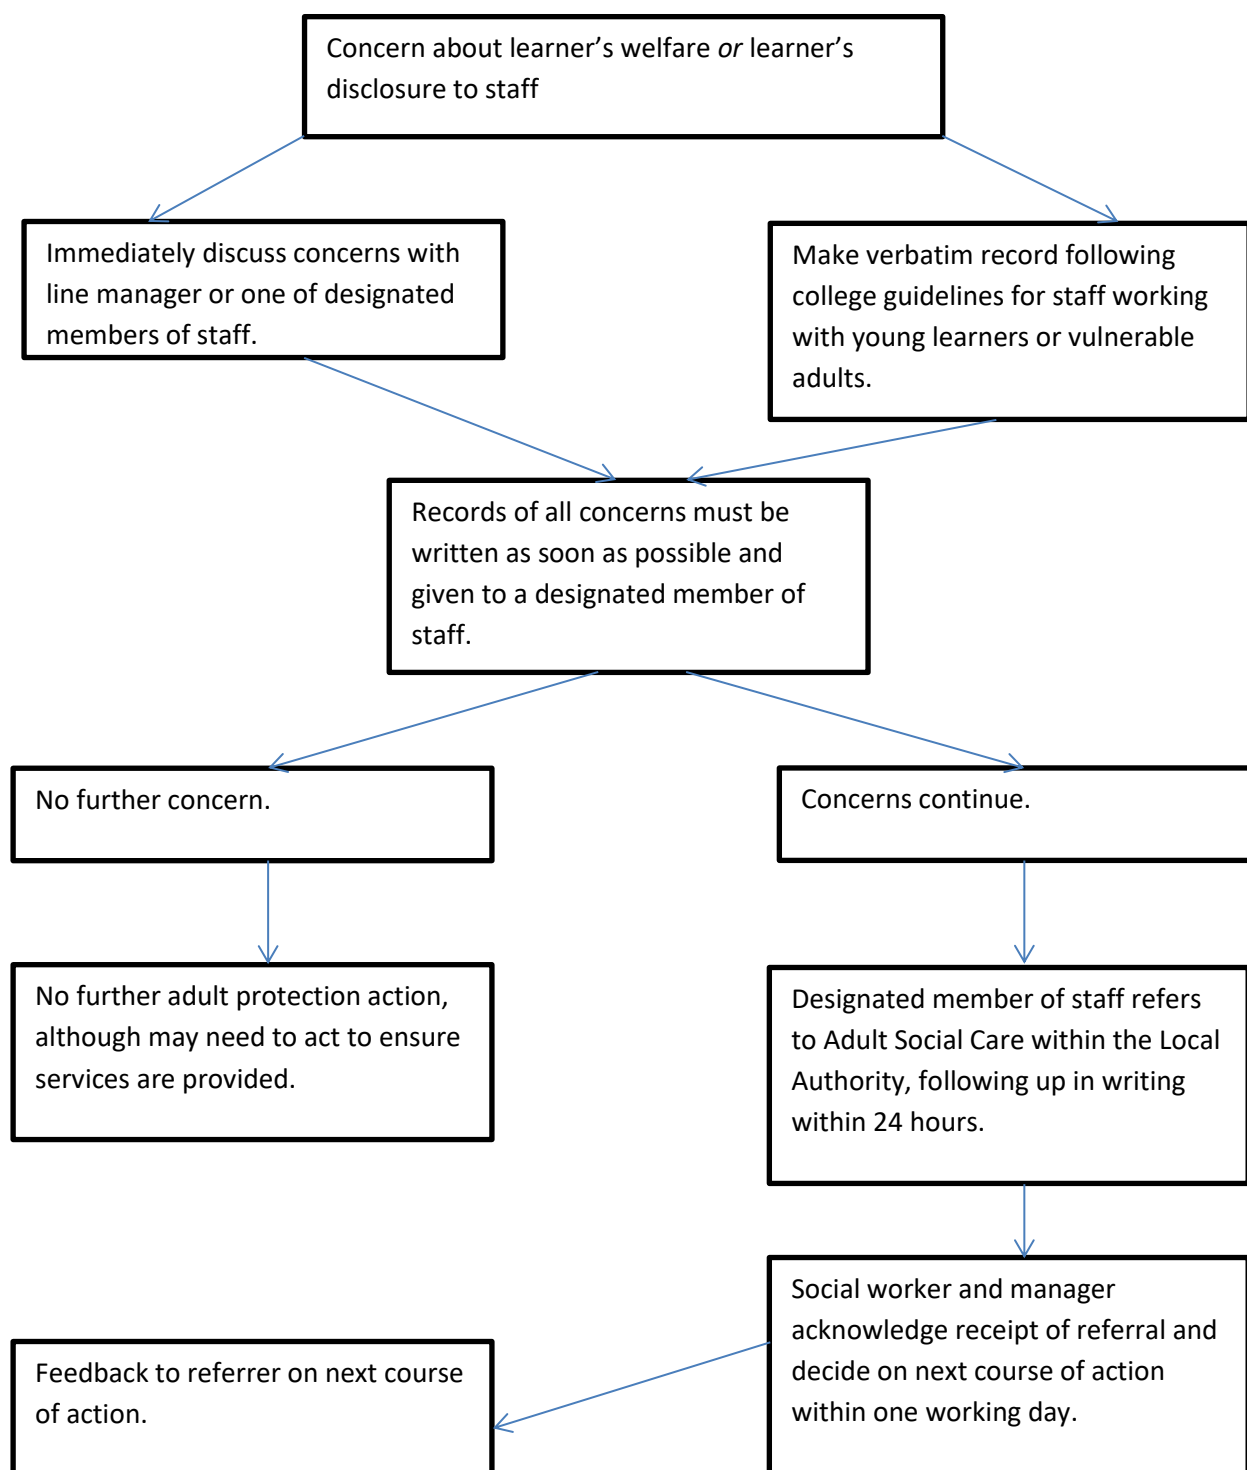 Concern about learner’s welfare or learner’s
disclosure to staff
Immediately discuss concerns with
line manager or one of designated
members of staff.
Make verbatim record following
college guidelines for staff working
with young learners or vulnerable
adults.
Records of all concerns must be
written as soon as possible and
given to a designated member of
staff.
No further concern.
Concerns continue.
No further adult protection action,
although may need to act to ensure
services are provided.
Designated member of staff refers
to Adult Social Care within the Local
Authority, following up in writing
within 24 hours.
Social worker and manager
acknowledge receipt of referral and
decide on next course of action
within one working day.
Feedback to referrer on next course
of action.